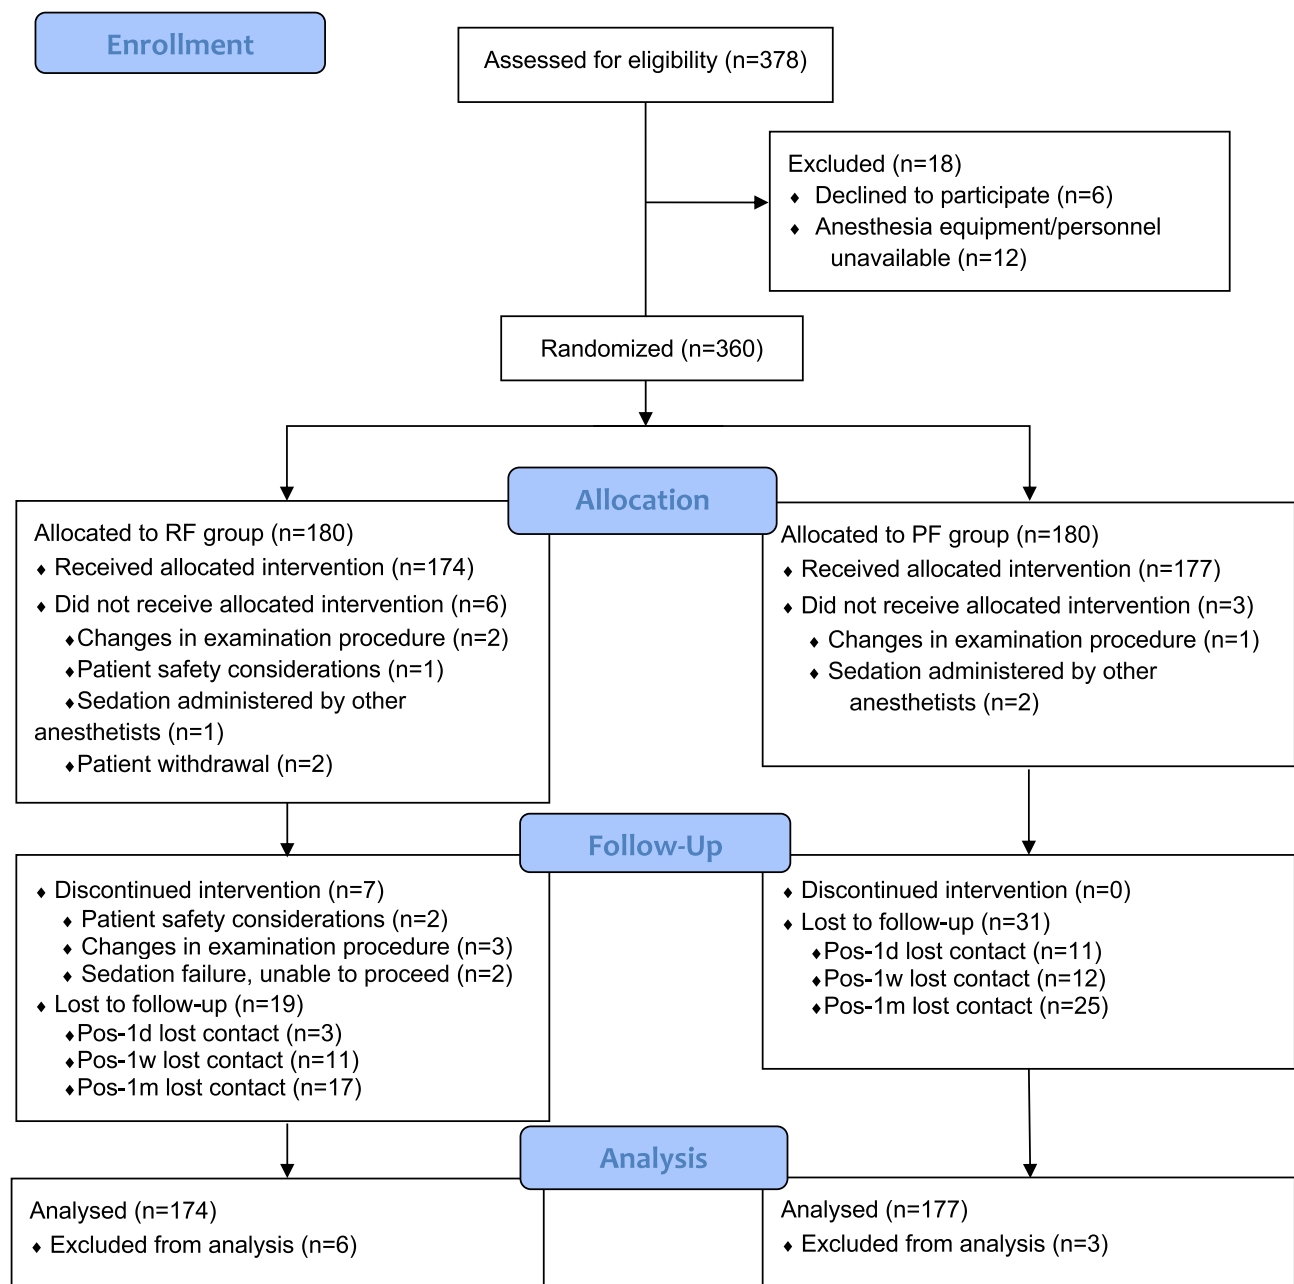 Enrollment
Assessed for eligibility (n=378)
Excluded (n=18)
♦ Declined to participate (n=6)
♦ Anesthesia equipment/personnel
unavailable (n=12)
Randomized (n=360)
Allocation
Allocated to RF group (n=180)
♦ Received allocated intervention (n=174)
♦ Did not receive allocated intervention (n=6)
♦Changes in examination procedure (n=2)
♦Patient safety considerations (n=1)
♦Sedation administered by other
anesthetists (n=1)
♦Patient withdrawal (n=2)
Allocated to PF group (n=180)
♦ Received allocated intervention (n=177)
♦ Did not receive allocated intervention (n=3)
♦ Changes in examination procedure (n=1)
♦ Sedation administered by other
anesthetists (n=2)
Follow-Up
♦ Discontinued intervention (n=7)
♦ Patient safety considerations (n=2)
♦ Changes in examination procedure (n=3)
♦ Sedation failure, unable to proceed (n=2)
♦ Lost to follow-up (n=19)
♦Pos-1d lost contact (n=3)
♦Pos-1w lost contact (n=11)
♦Pos-1m lost contact (n=17)
♦ Discontinued intervention (n=0)
♦ Lost to follow-up (n=31)
♦Pos-1d lost contact (n=11)
♦Pos-1w lost contact (n=12)
♦Pos-1m lost contact (n=25)
Analysis
Analysed (n=174)
♦ Excluded from analysis (n=6)
Analysed (n=177)
♦ Excluded from analysis (n=3)